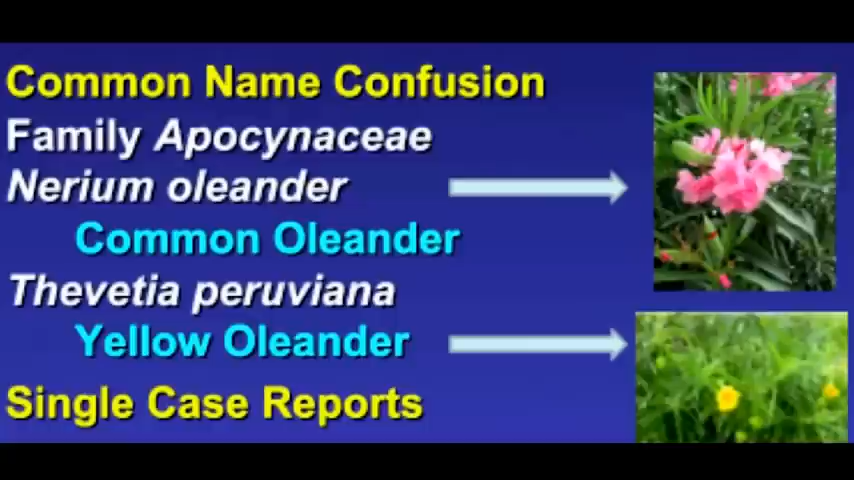 Common Name Confusion
Family Apocynaceae
Nerium oleander
Common Oleander
Thevetia peruviana
Yellow Oleander
Single Case Reports